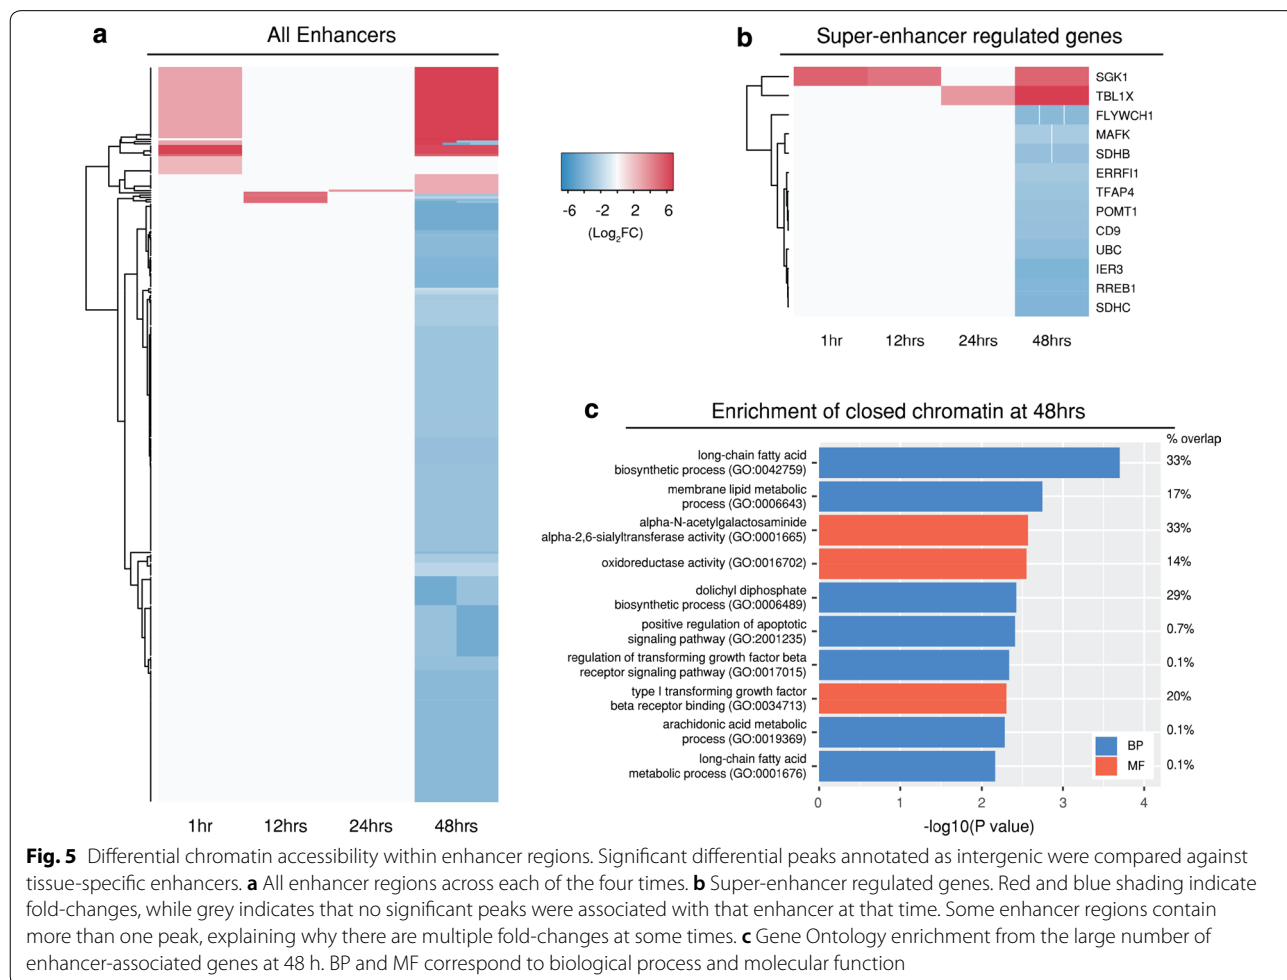 a
All Enhancers
1hr 12hrs 24hrs 48hrs
-6 -2 2 6
(Log2FC)
b
Super-enhancer regulated genes
SGK1
TBL1X
FLYWCH1
MAFK
SDHB
ERRFI1
TFAP4
POMT1
CD9
UBC
IER3
RREB1
SDHC
1hr 12hrs 24hrs 48hrs
c
Enrichment of closed chromatin at 48hrs
% overlap
long-chain fatty acid
biosynthetic process (GO:0042759)
33%
membrane lipid metabolic
process (GO:0006643)
17%
alpha-N-acetylgalactosaminide
alpha-2,6-sialyltransferase activity (GO:0001665)
33%
oxidoreductase activity (GO:0016702)
14%
dolichyl diphosphate
biosynthetic process (GO:0006489)
29%
positive regulation of apoptotic
signaling pathway (GO:2001235)
0.7%
regulation of transforming growth factor beta
receptor signaling pathway (GO:0017015)
0.1%
type I transforming growth factor
beta receptor binding (GO:0034713)
20%
arachidonic acid metabolic
process (GO:0019369)
0.1%
long-chain fatty acid
metabolic process (GO:0001676)
0.1%
BP
MF
0 1 2 3 4
-log10(P value)
Fig. 5 Differential chromatin accessibility within enhancer regions. Significant differential peaks annotated as intergenic were compared against
tissue-specific enhancers. a All enhancer regions across each of the four times. b Super-enhancer regulated genes. Red and blue shading indicate
fold-changes, while grey indicates that no significant peaks were associated with that enhancer at that time. Some enhancer regions contain
more than one peak, explaining why there are multiple fold-changes at some times. c Gene Ontology enrichment from the large number of
enhancer-associated genes at 48 h. BP and MF correspond to biological process and molecular function